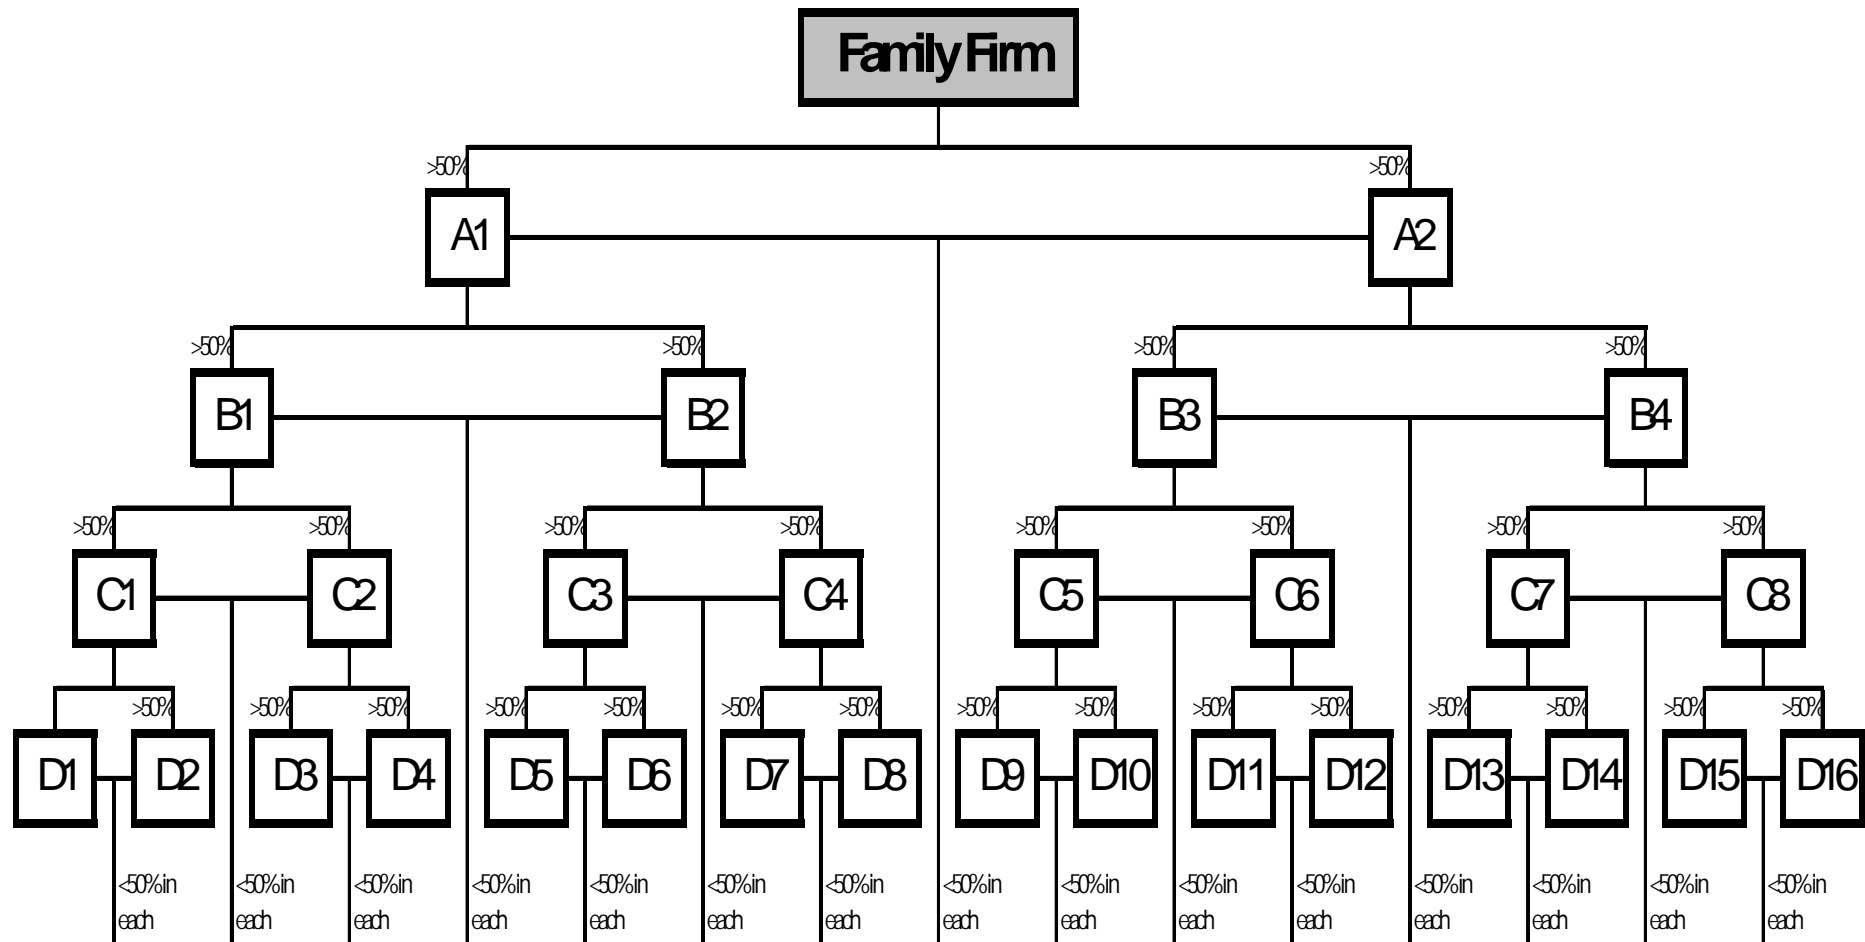 Family Firm
>50% >50%
A1 A2
>50% >50% >50% >50%
B1 B2 B3 B4
>50% >50% >50% >50% >50% >50% >50% >50%
C1 C2 C3 C4 C5 C6 C7 C8
>50% >50% >50% >50% >50% >50% >50% >50% >50% >50% >50% >50% >50% >50% >50%
D1 D2 D3 D4 D5 D6 D7 D8 D9 D10 D11 D12 D13 D14 D15 D16
<50% in <50% in <50% in <50% in <50% in <50% in <50% in <50% in <50% in <50% in <50% in <50% in <50% in <50% in <50% in
each each each each each each each each each each each each each each each